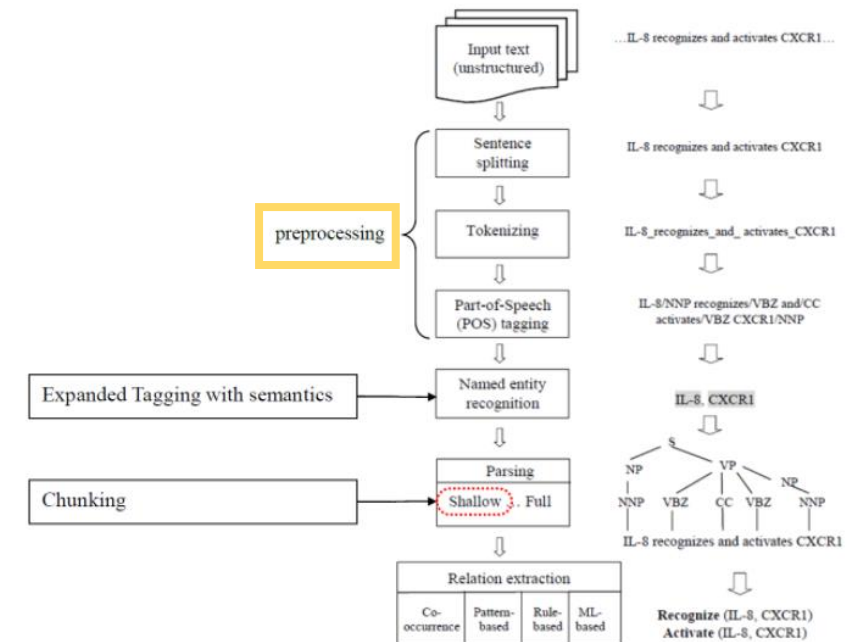 Input text
(unstructured)
…IL-8 recognizes and activates CXCR1…
Sentence
splitting
IL-8 recognizes and activates CXCR1
preprocessing
Tokenizing
IL-8_recognizes_and_ activates_CXCR1
Part-of-Speech
(POS) tagging
IL-8/NNP recognizes/VBZ and/CC
activates/VBZ CXCR1/NNP
Expanded Tagging with semantics
Named entity
recognition
IL-8, CXCR1
Parsing
Shallow . . Full
Chunking
S
NP VP NP
NNP VBZ CC VBZ NNP
IL-8 recognizes and activates CXCR1
Relation extraction
Co-
occurrence
Pattern-
based
Rule-
based
ML-
based
Recognize (IL-8, CXCR1)
Activate (IL-8, CXCR1)